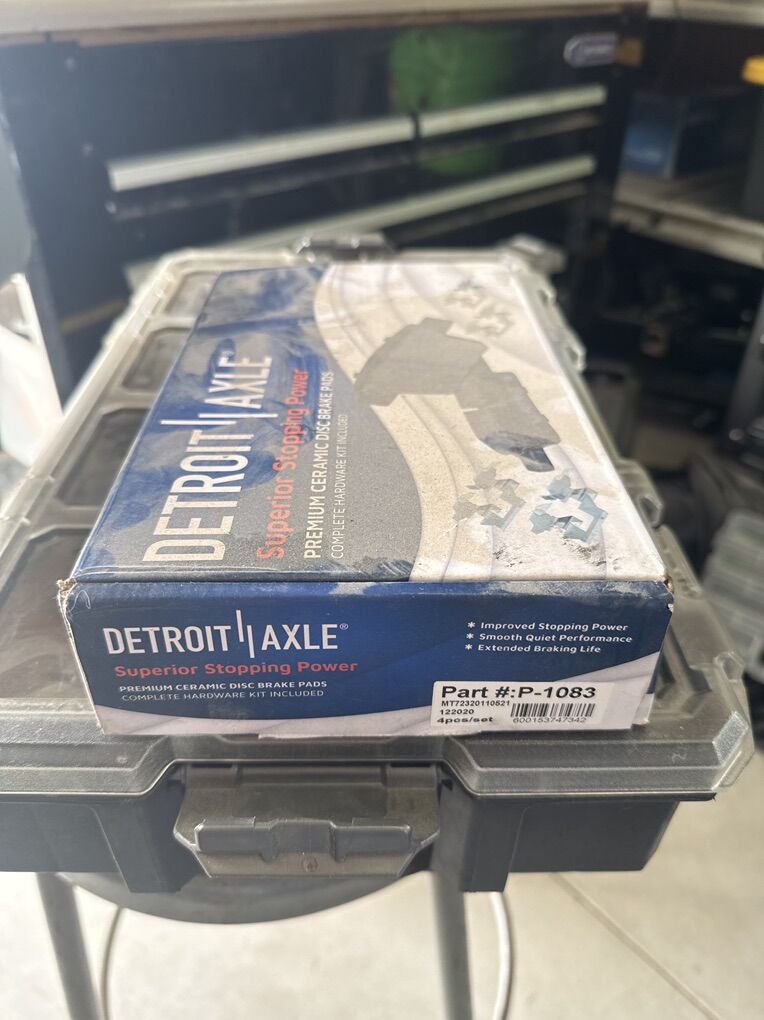 DETROIT AXLE
Superior Stopping Power
PREMIUM CERAMIC DISC BRAKE PADS
COMPLETE HARDWARE KIT INCLUDED
DETROIT AXLE®
Superior Stopping Power
PREMIUM CERAMIC DISC BRAKE PADS
COMPLETE HARDWARE KIT INCLUDED
* Improved Stopping Power
* Smooth Quiet Performance
* Extended Braking Life
Part #:P-1083
MT72320110521
122020
4pcs/set
600153747342